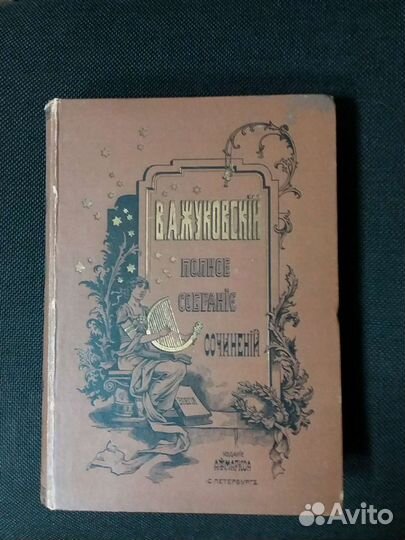 В.А.ЖУКОВСКІЙ
ПОЛНОЕ
СОБРАНІЕ
СОЧИНЕНІЙ
ИЗДАНІЕ
А.Ф.МАРКСА
С ПЕТЕРБУРГЪ
Avito